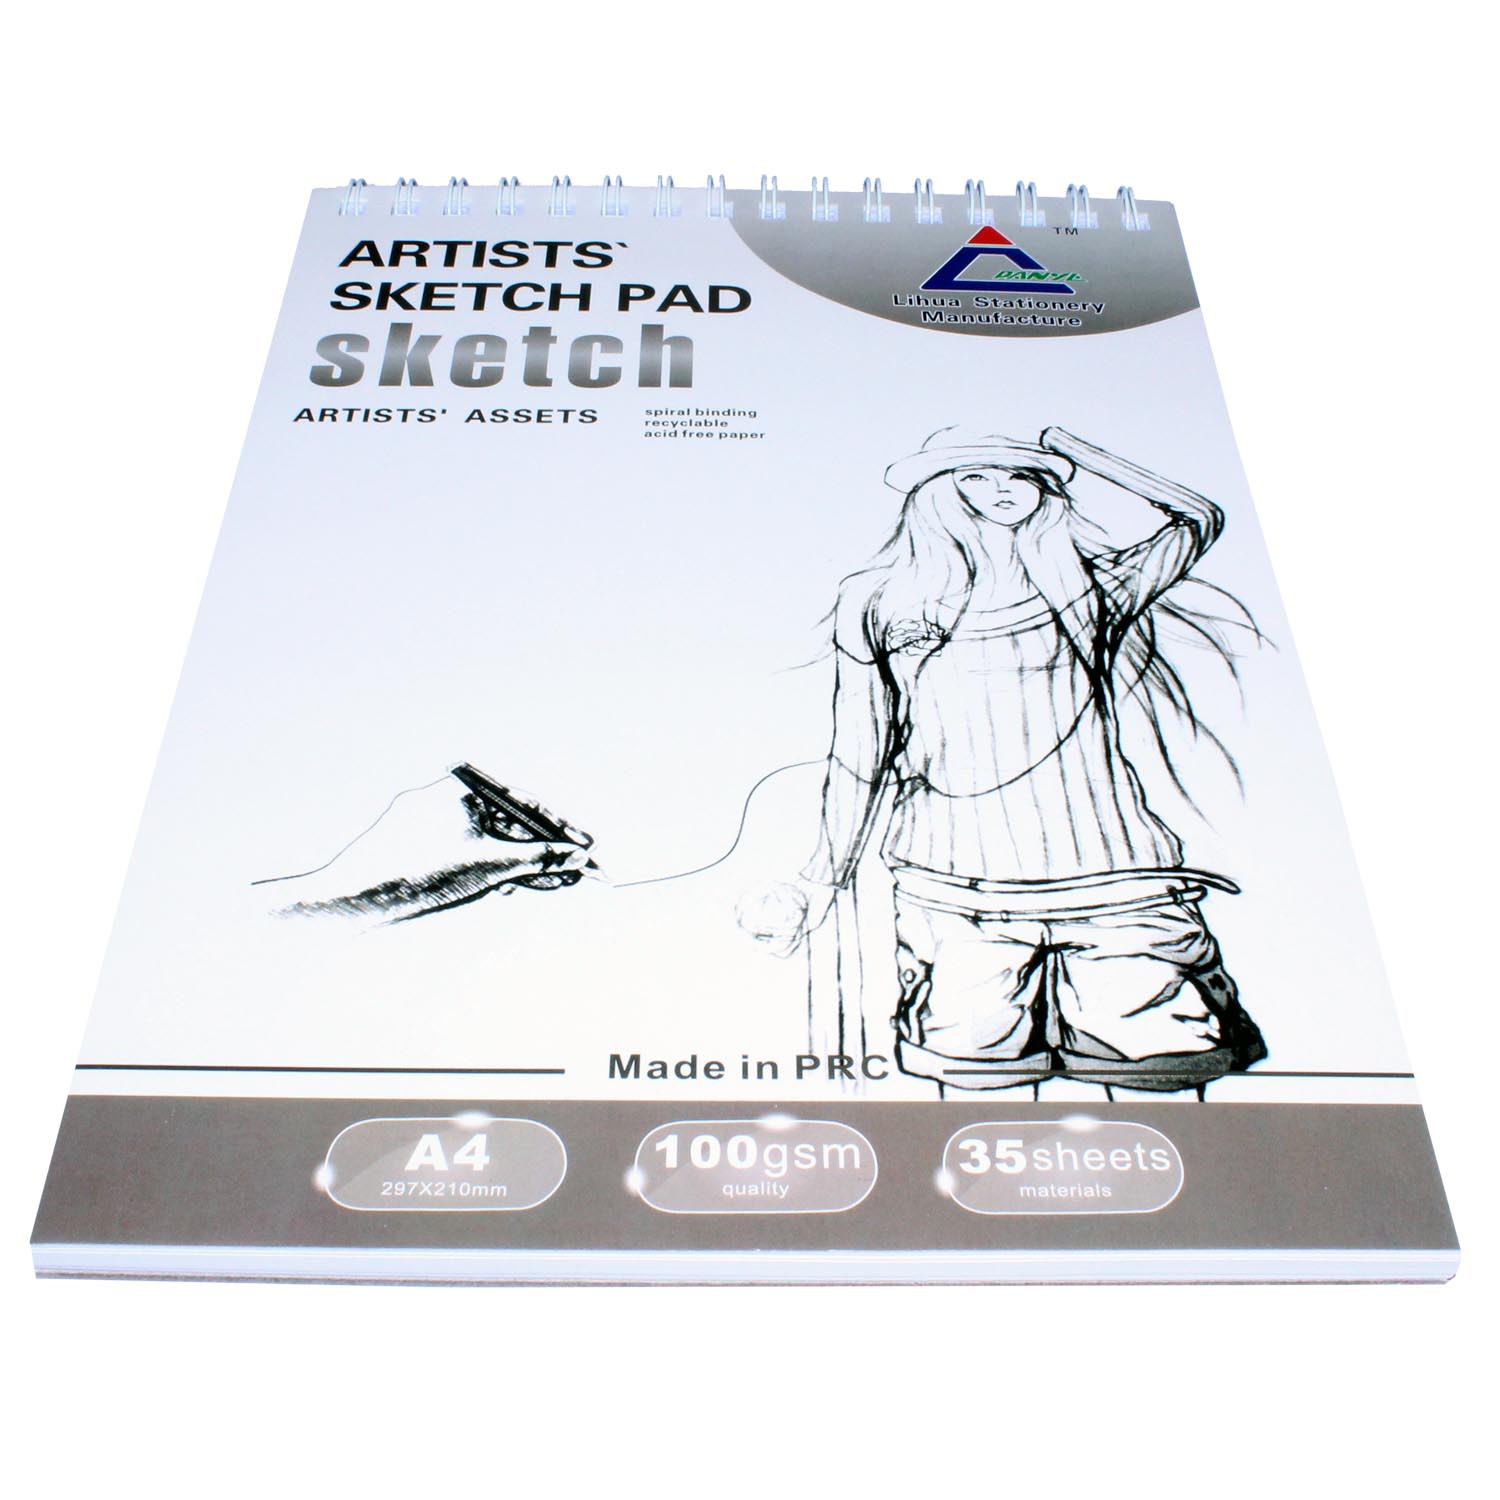 ARTISTS`
SKETCH PAD
sketch
ARTISTS' ASSETS
spiral binding
recyclable
acid free paper
TM
DANYL
Lihua Stationery
Manufacture
Made in PRC
A4
297X210mm
100gsm
quality
35sheets
materials